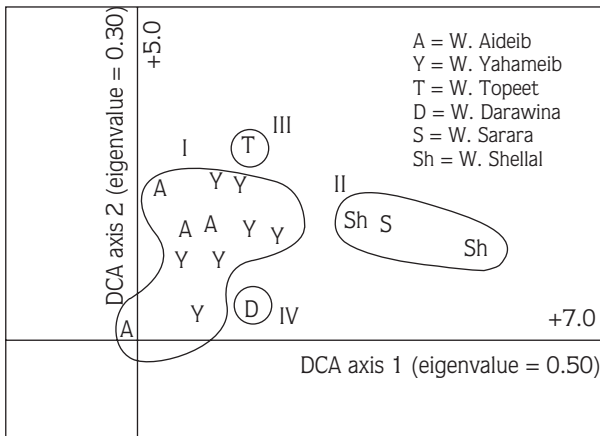 +5.0
DCA axis 2 (eigenvalue = 0.30)
A = W. Aideib
Y = W. Yahameib
T = W. Topeet
D = W. Darawina
S = W. Sarara
Sh = W. Shellal
III
I
T
II
A
Y
Y
Sh
S
A
A
Y
Y
Sh
Y
Y
Y
D
IV
A
+7.0
DCA axis 1 (eigenvalue = 0.50)